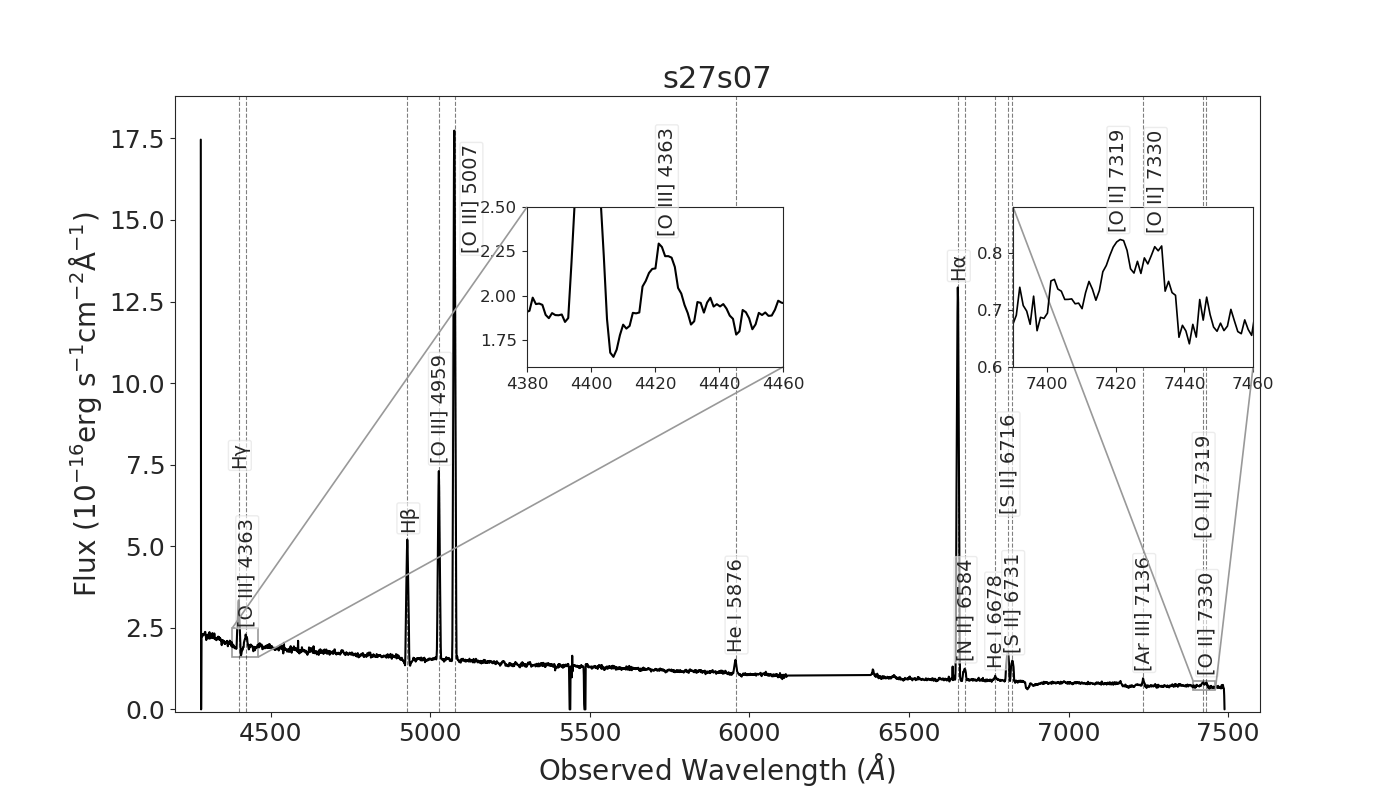 s27s07
Flux (10⁻¹⁶erg s⁻¹cm⁻²Å⁻¹)
17.5
15.0
12.5
10.0
7.5
5.0
2.5
0.0
Hγ
[O III] 4363
Hβ
[O III] 4959
[O III] 5007
[O III] 4363
2.50
2.25
2.00
1.75
4380
4400
4420
4440
4460
He I 5876
Hα
[N II] 6584
He I 6678
[S II] 6716
[S II] 6731
[Ar III] 7136
[O II] 7319
[O II] 7330
[O II] 7319
[O II] 7330
0.8
0.7
0.6
7400
7420
7440
7460
4500
5000
5500
6000
6500
7000
7500
Observed Wavelength (Å)